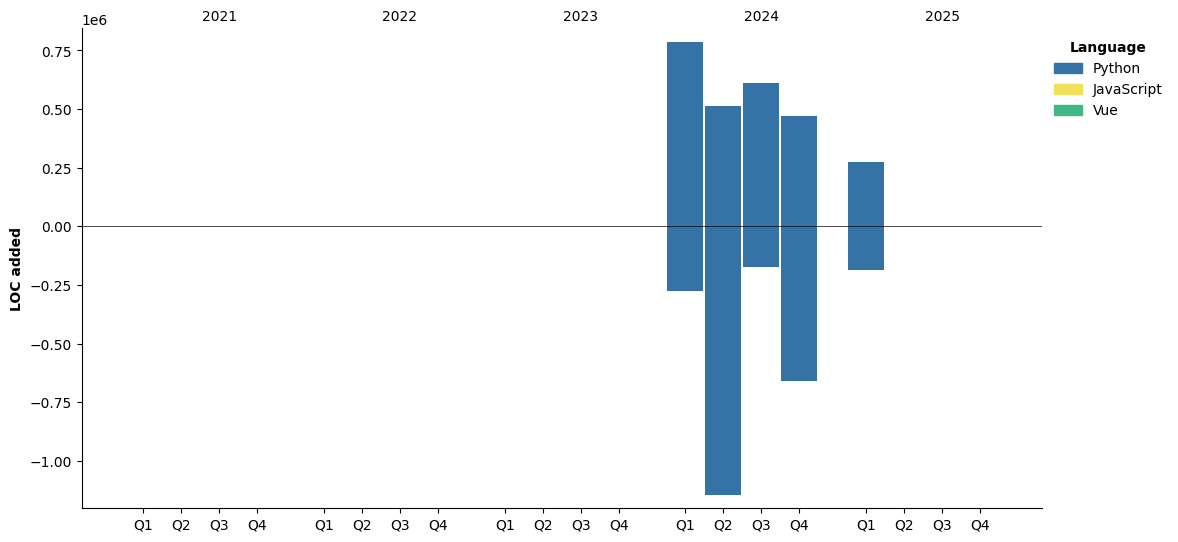 2021 2022 2023 2024 2025
1e6
Language
Python
JavaScript
Vue
0.75
0.50
0.25
0.00
−0.25
−0.50
−0.75
−1.00
LOC added
Q1 Q2 Q3 Q4 Q1 Q2 Q3 Q4 Q1 Q2 Q3 Q4 Q1 Q2 Q3 Q4 Q1 Q2 Q3 Q4